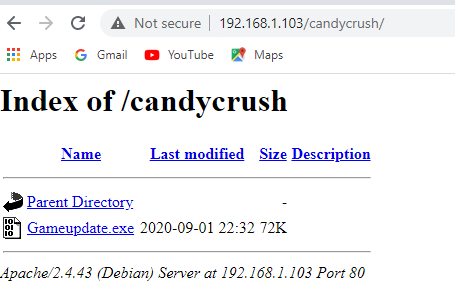 Not secure | 192.168.1.103/candycrush/
Apps Gmail YouTube Maps
Index of /candycrush
Name Last modified Size Description
Parent Directory -
Gameupdate.exe 2020-09-01 22:32 72K
Apache/2.4.43 (Debian) Server at 192.168.1.103 Port 80